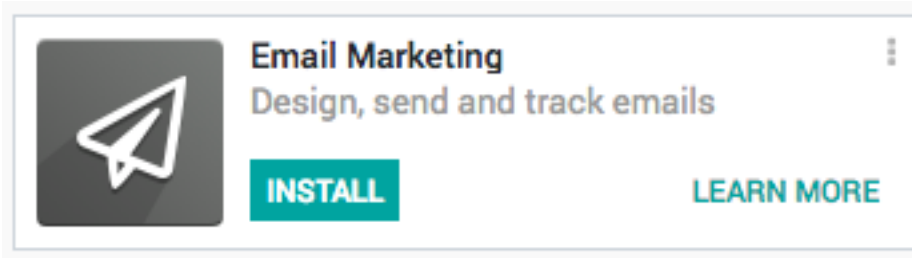 Email Marketing
Design, send and track emails
INSTALL
LEARN MORE